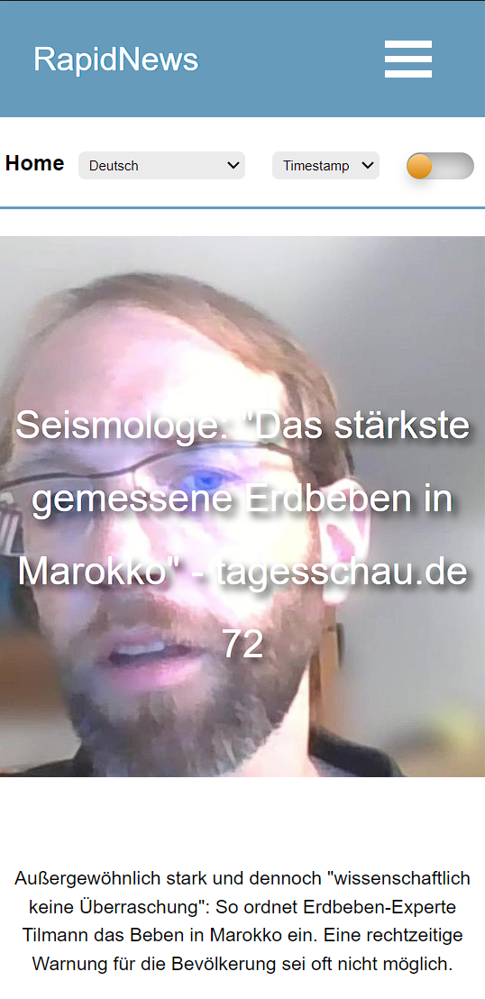 RapidNews
Home Deutsch Timestamp
Seismologe: "Das stärkste
gemessene Erdbeben in
Marokko" - tagesschau.de
72
Außergewöhnlich stark und dennoch "wissenschaftlich
keine Überraschung": So ordnet Erdbeben-Experte
Tilmann das Beben in Marokko ein. Eine rechtzeitige
Warnung für die Bevölkerung sei oft nicht möglich.